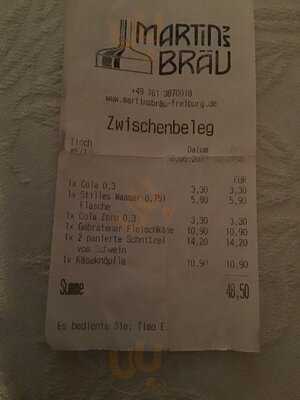 MARTIN's
BRÄU
+49 761 3870018
www.martinsbräu-freiburg.de
Zwischenbeleg
Tisch Datum
EUR
1x Cola 0,3 3,30 3,30
1x Stilles Wasser 0,75l 5,90 5,90
Flasche
1x Cola Zero 0,3 3,30 3,30
1x Gebratener Fleischkäse 10,90 10,90
1x 2 panierte Schnitzel 14,20 14,20
vom Schwein
1x Käseknöpfle 10,90 10,90
Summe 48,50
Es bediente Sie: Timo E.